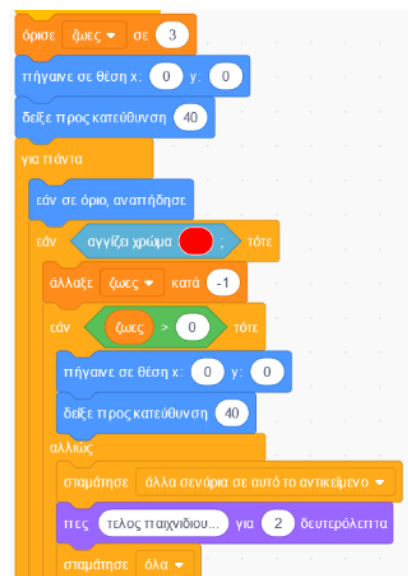 όρισε ζωες σε 3
πήγαινε σε θέση x: 0 y: 0
δείξε προς κατεύθυνση 40
για πάντα
εάν σε όριο, αναπήδησε
εάν αγγίζει χρώμα ; τότε
άλλαξε ζωες κατά -1
εάν ζωες > 0 τότε
πήγαινε σε θέση x: 0 y: 0
δείξε προς κατεύθυνση 40
αλλιώς
σταμάτησε άλλα σενάρια σε αυτό το αντικείμενο
πες τελος παιχνιδιου... για 2 δευτερόλεπτα
σταμάτησε όλα